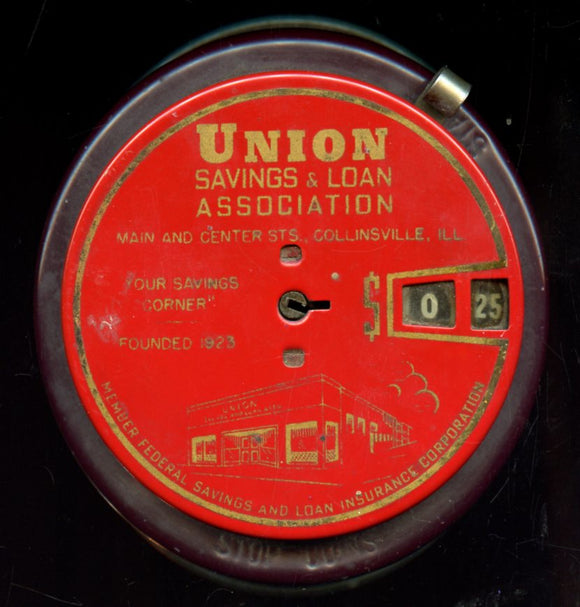 UNION
SAVINGS & LOAN
ASSOCIATION
MAIN AND CENTER STS., COLLINSVILLE, ILL.
"OUR SAVINGS
CORNER"
FOUNDED 1923
$ 0 25
UNION
MEMBER FEDERAL SAVINGS AND LOAN INSURANCE CORPORATION